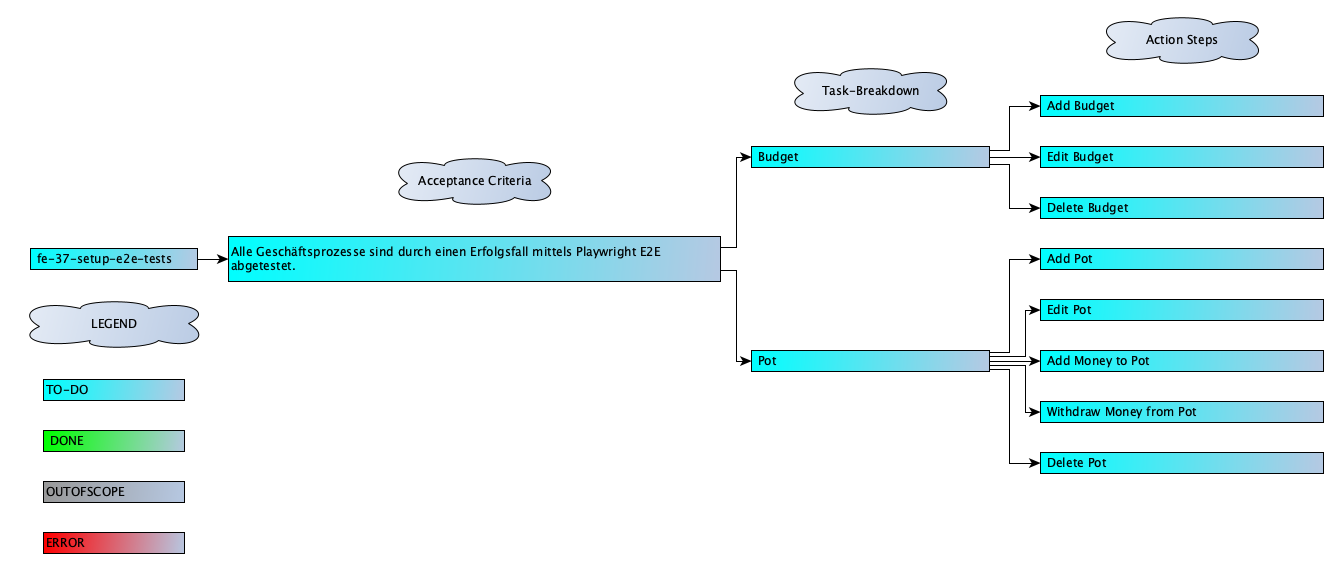 Action Steps
Task-Breakdown
Add Budget
Budget
Edit Budget
Acceptance Criteria
Delete Budget
Alle Geschäftsprozesse sind durch einen Erfolgsfall mittels Playwright E2E
abgetestet.
fe-37-setup-e2e-tests
Add Pot
Edit Pot
LEGEND
Pot
Add Money to Pot
TO-DO
Withdraw Money from Pot
DONE
Delete Pot
OUTOFSCOPE
ERROR